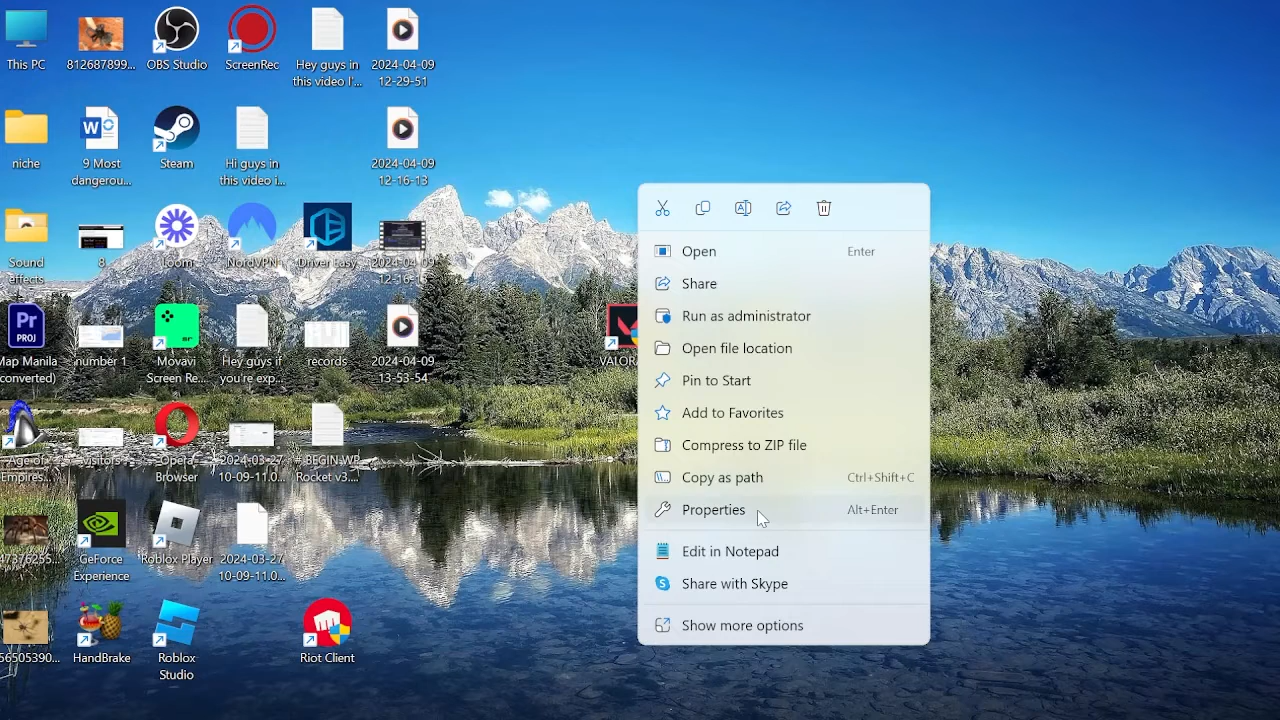 This PC
812687899...
OBS Studio
ScreenRec
Hey guys in
this video I'...
2024-04-09
12-29-51
niche
W
9 Most
dangerou...
Steam
Hi guys in
this video i...
2024-04-09
12-16-13
Sound
effects
8
Loom
NordVPN
Driver Easy
2024-04-09
12-16-13
Pr
PROJ
Map Manila
(converted)
number 1
Movavi
Screen Re...
Hey guys if
you're exp...
records
2024-04-09
13-53-54
VALOR
Age of
Empires...
visitors
Opera
Browser
2024-03-27
10-09-11.0...
#.BEGIN WP
Rocket v3....
GeForce
Experience
Roblox Player
2024-03-27
10-09-11.0...
56505390...
HandBrake
Roblox
Studio
Riot Client
Open Enter
Share
Run as administrator
Open file location
Pin to Start
Add to Favorites
Compress to ZIP file
Copy as path Ctrl+Shift+C
Properties Alt+Enter
Edit in Notepad
Share with Skype
Show more options